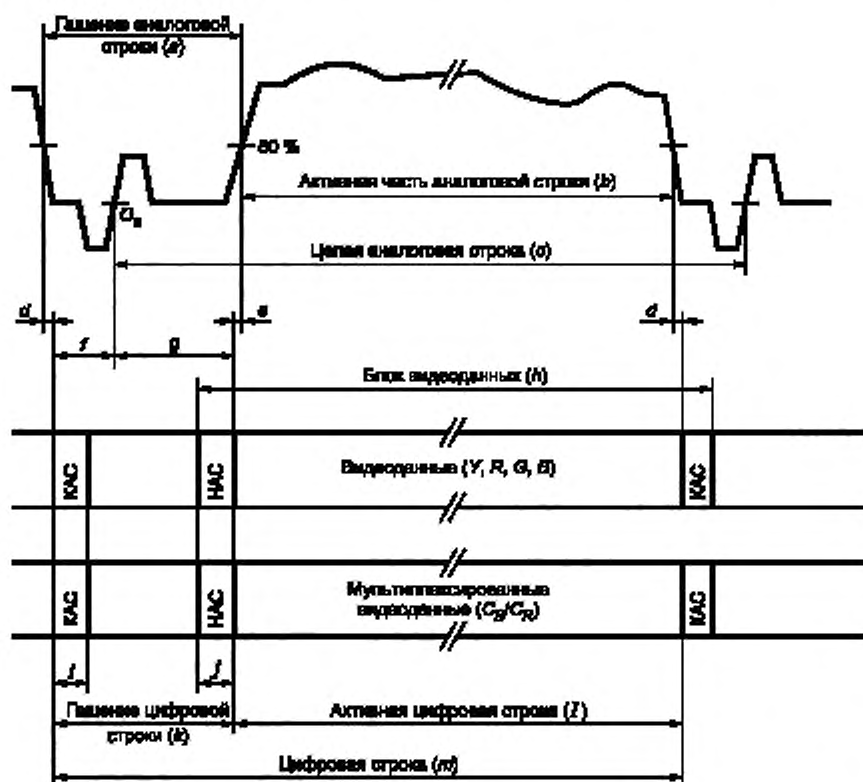 Гашение аналоговой
строки (a)
50 %
Активная часть аналоговой строки (b)
O_H
Целая аналоговая строка (c)
d
e
d
f
g
Блок видеоданных (h)
КАС
НАС
Видеоданные (Y, R, G, B)
КАС
КАС
НАС
Мультиплексированные
видеоданные (C_B/C_R)
КАС
i
j
Гашение цифровой
строки (k)
Активная цифровая строка (l)
Цифровая строка (m)